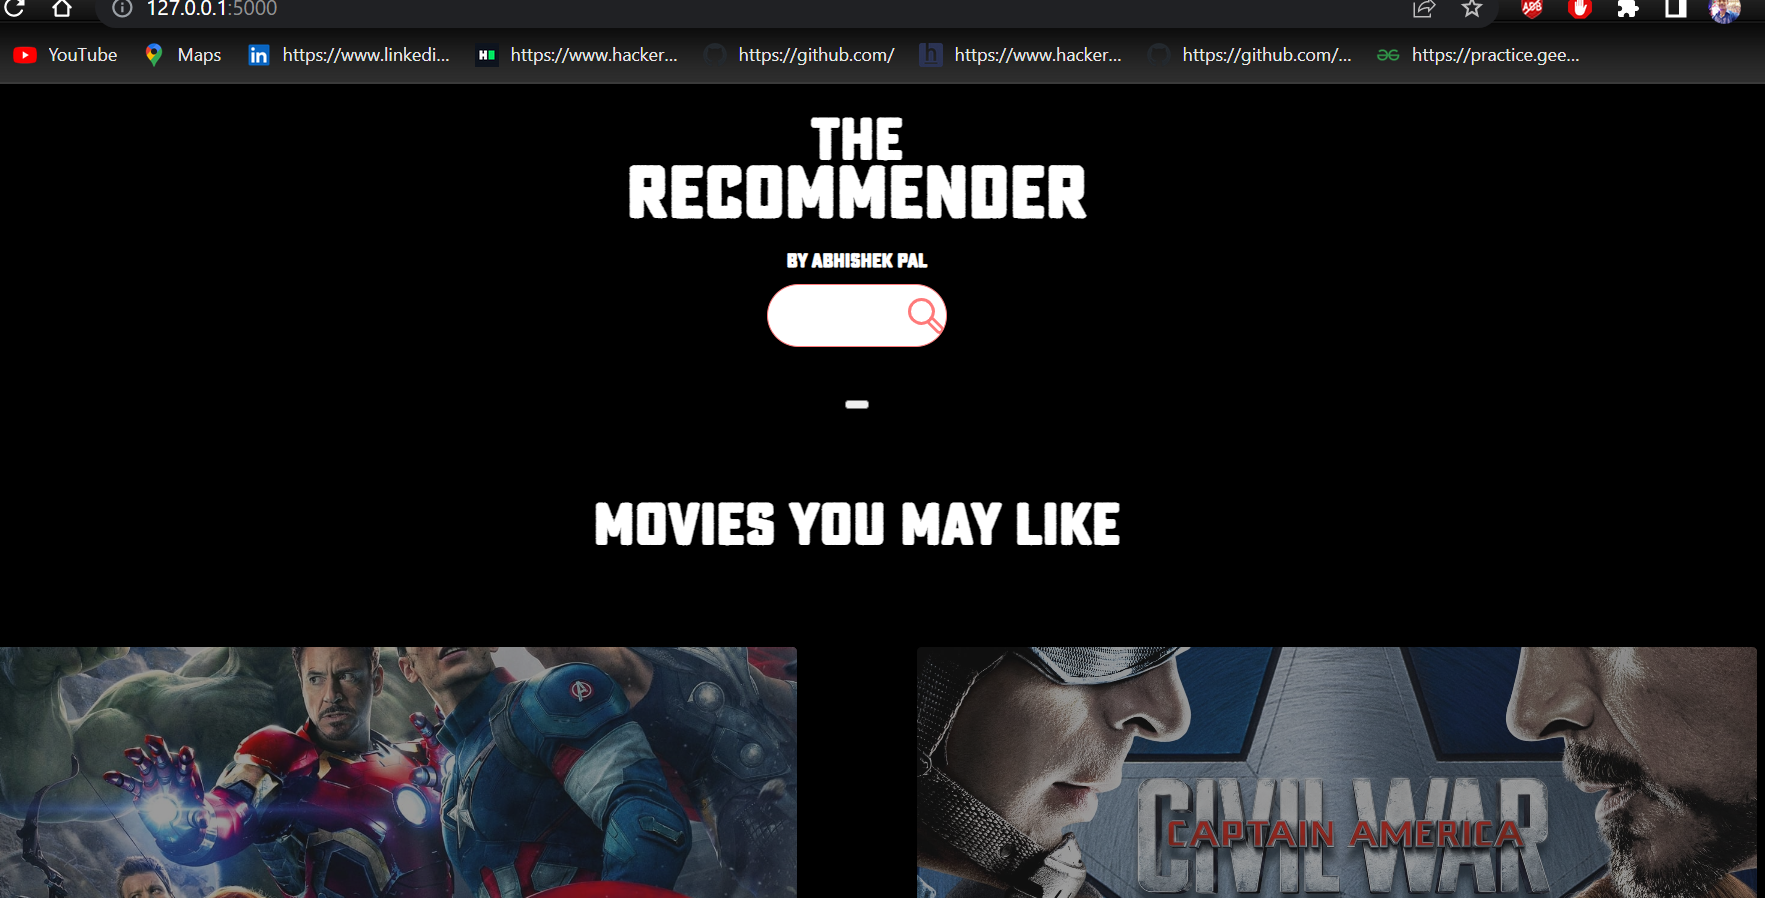 127.0.0.1:5000
ABP
YouTube
Maps
in
https://www.linkedi...
H
https://www.hacker...
https://github.com/
h
https://www.hacker...
https://github.com/...
https://practice.gee...
THE
RECOMMENDER
BY ABHISHEK PAL
MOVIES YOU MAY LIKE
CIVIL WAR
CAPTAIN AMERICA